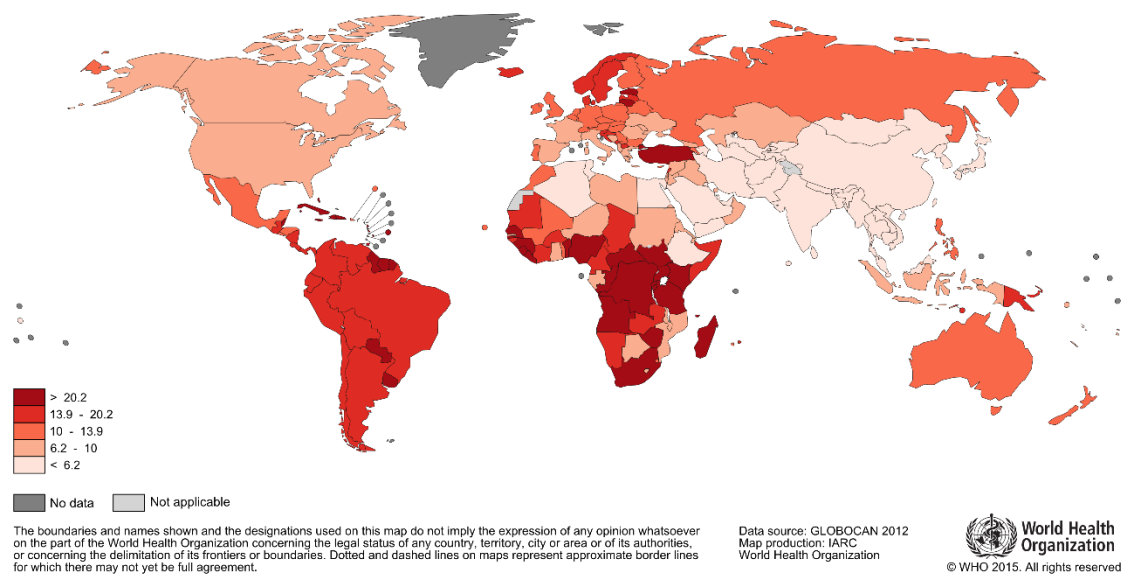 > 20.2
13.9 - 20.2
10 - 13.9
6.2 - 10
< 6.2
No data
Not applicable
The boundaries and names shown and the designations used on this map do not imply the expression of any opinion whatsoever
on the part of the World Health Organization concerning the legal status of any country, territory, city or area or of its authorities,
or concerning the delimitation of its frontiers or boundaries. Dotted and dashed lines on maps represent approximate border lines
for which there may not yet be full agreement.
Data source: GLOBOCAN 2012
Map production: IARC
World Health Organization
World Health
Organization
© WHO 2015. All rights reserved